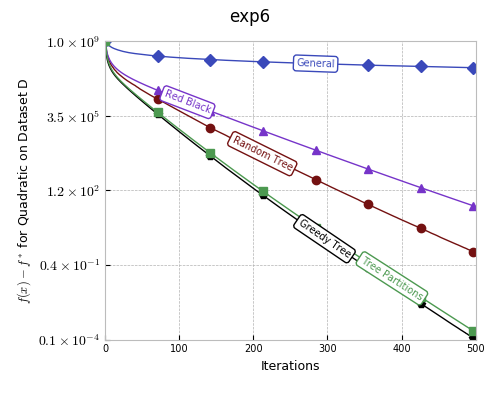 exp6
f(x) − f* for Quadratic on Dataset D
1.0 × 10⁹
3.5 × 10⁵
1.2 × 10²
0.4 × 10⁻¹
0.1 × 10⁻⁴
General
Red Black
Random Tree
Greedy Tree
Tree Partitions
0 100 200 300 400 500
Iterations